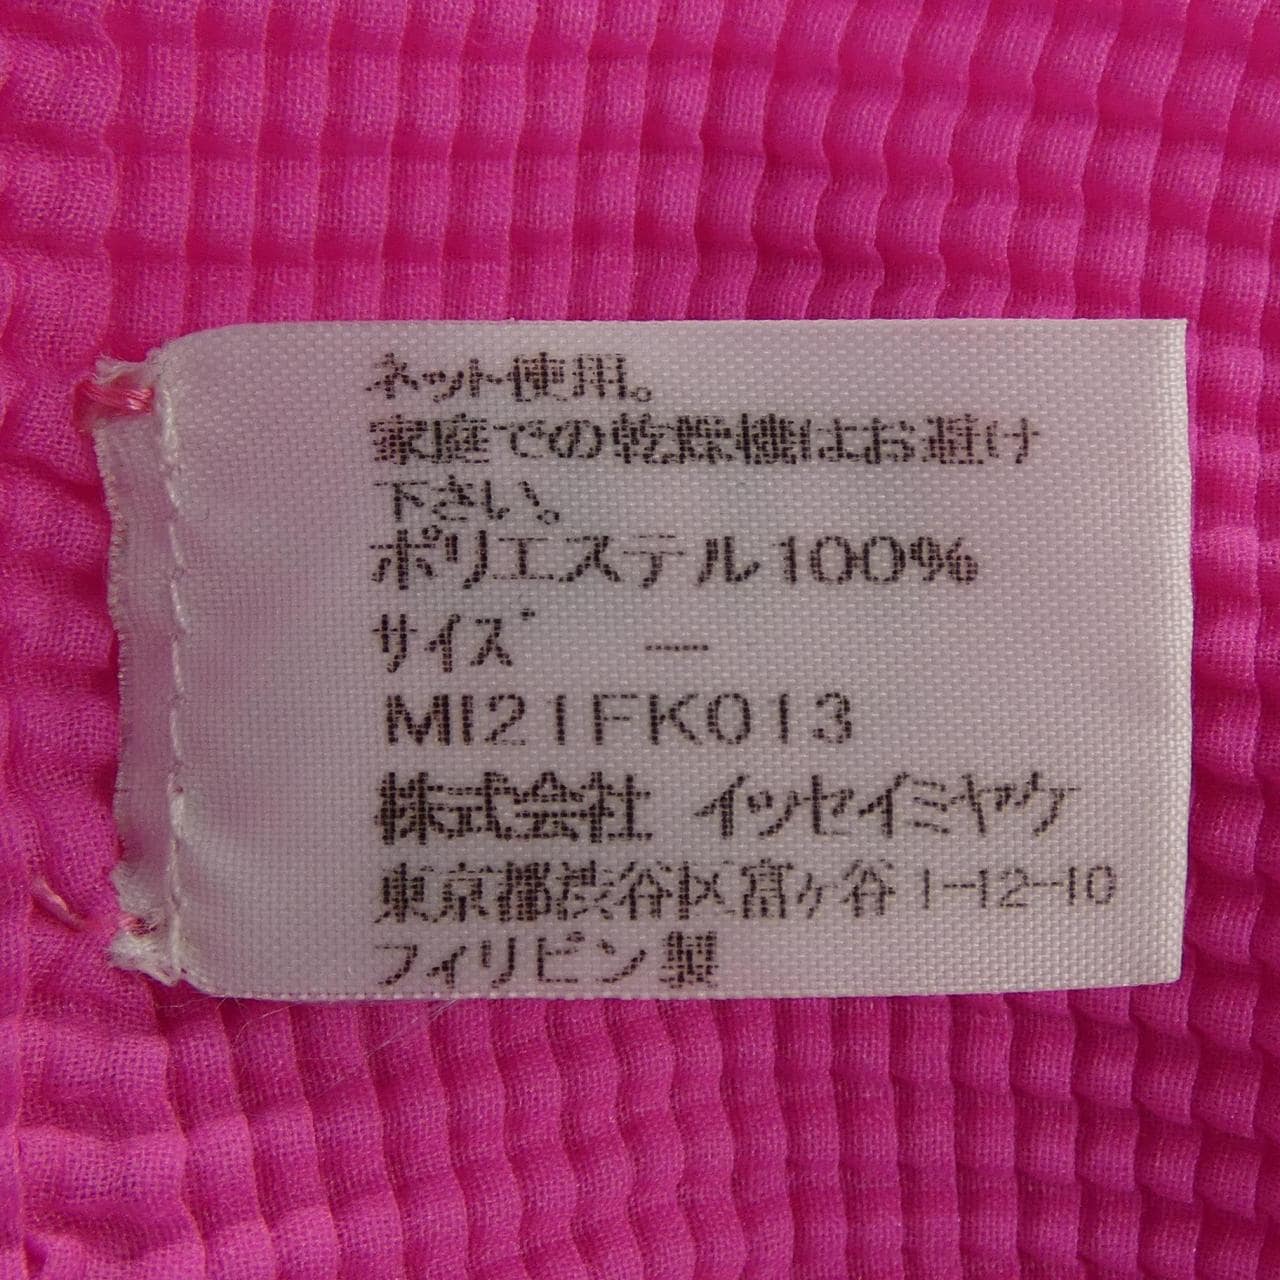 ネット使用。
家庭での乾燥機はお避け
下さい。
ポリエステル100%
サイズ ―
MI21FK013
株式会社 イッセイミヤケ
東京都渋谷区富ヶ谷1-12-10
フィリピン製